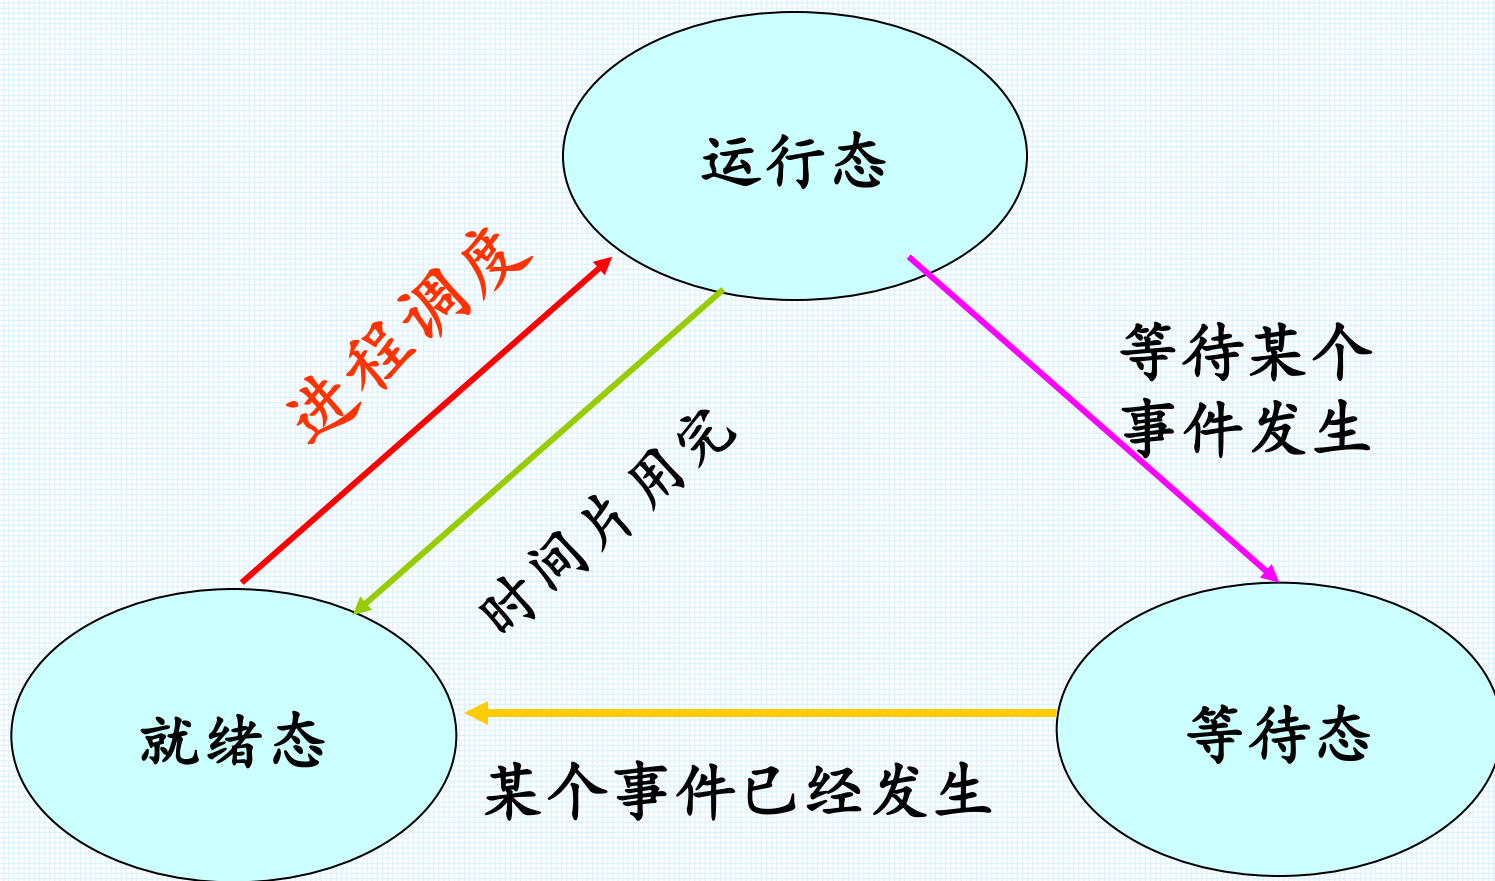 运行态
进程调度
等待某个
事件发生
时间片用完
就绪态
等待态
某个事件已经发生